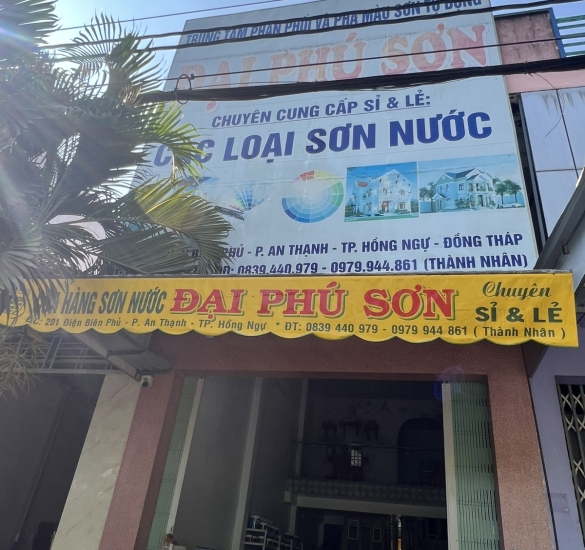 TRUNG TÂM PHÂN PHỐI VÀ PHA MÀU SƠN TỰ ĐỘNG
ĐẠI PHÚ SƠN
CHUYÊN CUNG CẤP SỈ & LẺ:
CÁC LOẠI SƠN NƯỚC
PHỦ - P. AN THẠNH - TP. HỒNG NGỰ - ĐỒNG THÁP
0839.440.979 - 0979.944.861 (THÀNH NHÂN)
HÀNG SƠN NƯỚC ĐẠI PHÚ SƠN Chuyên SỈ & LẺ
ĐC: 201 Điện Biên Phủ - P. An Thạnh - TP. Hồng Ngự * ĐT: 0839 440 979 - 0979 944 861 ( Thành Nhân )